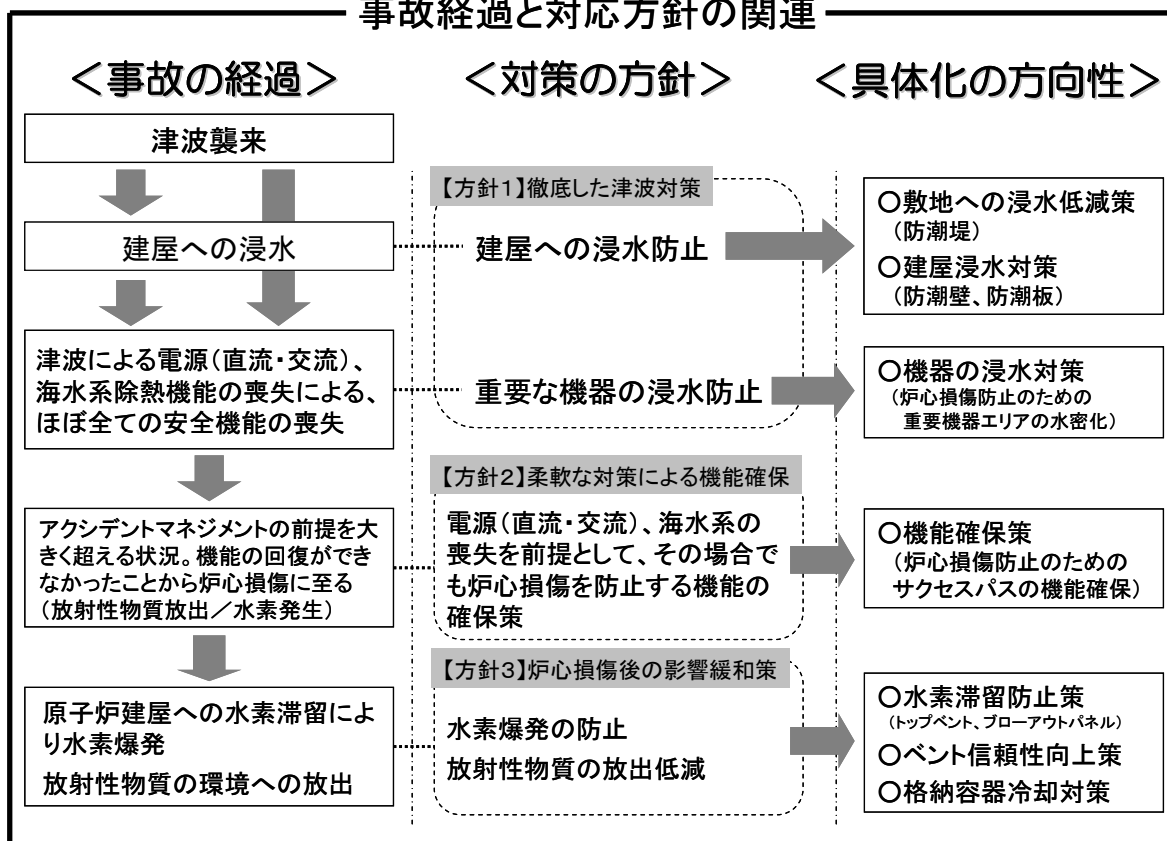 事故経過と対応方針の関連
＜事故の経過＞
＜対策の方針＞
＜具体化の方向性＞
津波襲来
建屋への浸水
津波による電源（直流・交流）、
海水系除熱機能の喪失による、
ほぼ全ての安全機能の喪失
アクシデントマネジメントの前提を大
きく超える状況。機能の回復ができ
なかったことから炉心損傷に至る
（放射性物質放出／水素発生）
原子炉建屋への水素滞留によ
り水素爆発
放射性物質の環境への放出
【方針１】徹底した津波対策
建屋への浸水防止
重要な機器の浸水防止
【方針２】柔軟な対策による機能確保
電源（直流・交流）、海水系の
喪失を前提として、その場合で
も炉心損傷を防止する機能の
確保策
【方針３】炉心損傷後の影響緩和策
水素爆発の防止
放射性物質の放出低減
○敷地への浸水低減策
（防潮堤）
○建屋浸水対策
（防潮壁、防潮板）
○機器の浸水対策
（炉心損傷防止のための
重要機器エリアの水密化）
○機能確保策
（炉心損傷防止のための
サクセスパスの機能確保）
○水素滞留防止策
（トップベント、ブローアウトパネル）
○ベント信頼性向上策
○格納容器冷却対策